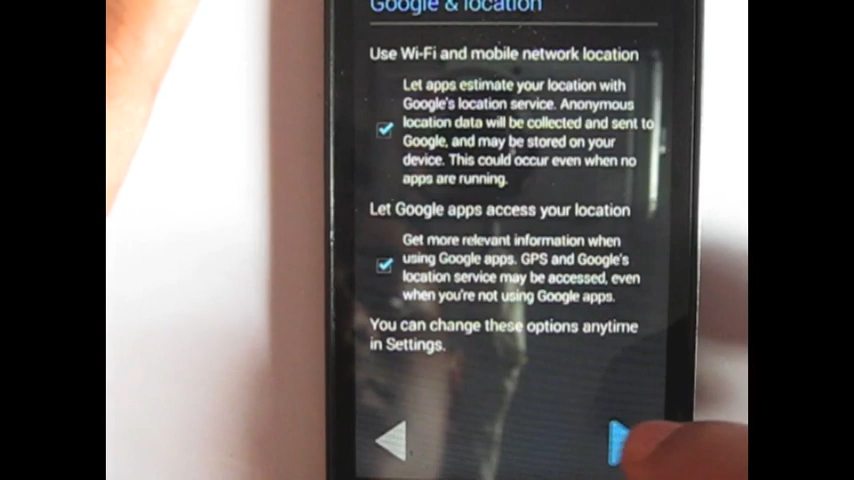 Google & location
Use Wi-Fi and mobile network location
Let apps estimate your location with
Google's location service. Anonymous
location data will be collected and sent to
Google, and may be stored on your
device. This could occur even when no
apps are running.
Let Google apps access your location
Get more relevant information when
using Google apps. GPS and Google's
location service may be accessed, even
when you're not using Google apps.
You can change these options anytime
in Settings.